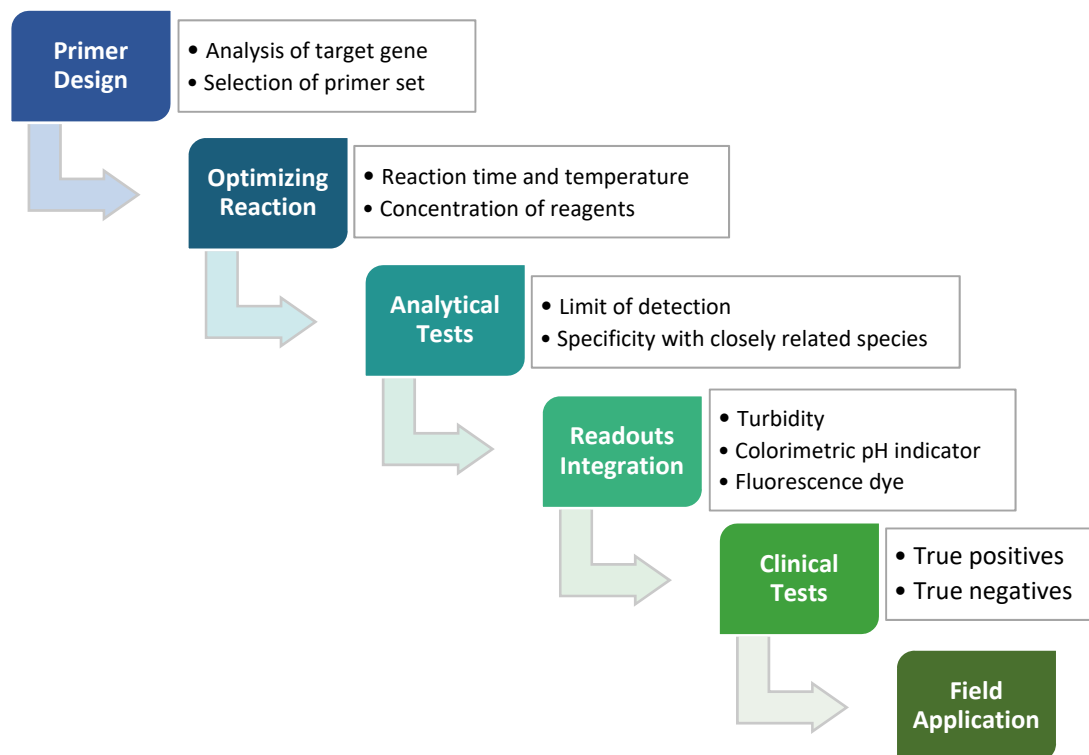 Primer
Design
• Analysis of target gene
• Selection of primer set
Optimizing
Reaction
• Reaction time and temperature
• Concentration of reagents
Analytical
Tests
• Limit of detection
• Specificity with closely related species
Readouts
Integration
• Turbidity
• Colorimetric pH indicator
• Fluorescence dye
Clinical
Tests
• True positives
• True negatives
Field
Application